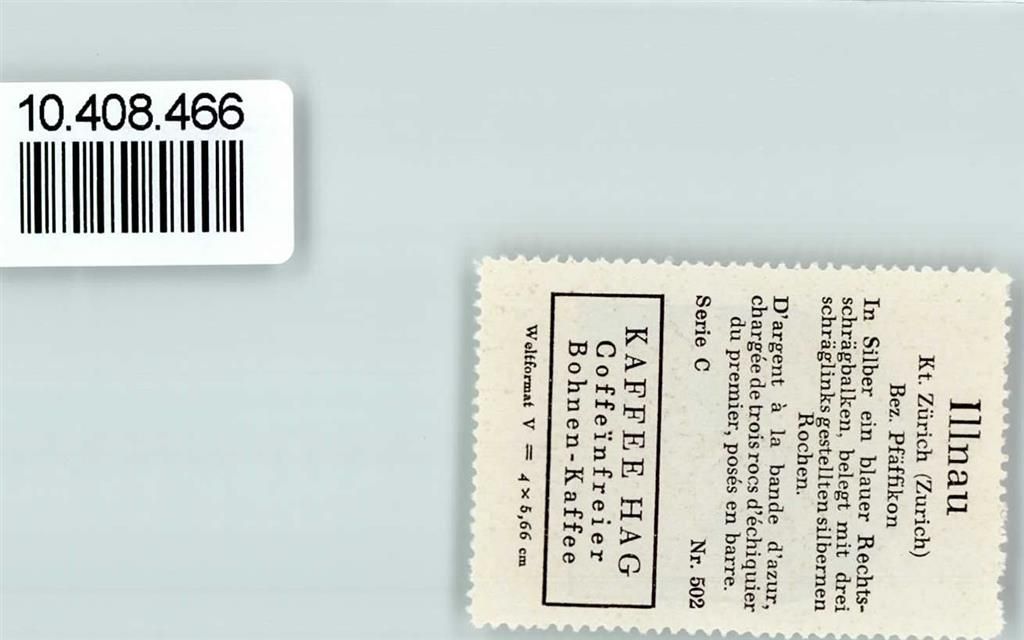 10.408.466
Illnau
Kt. Zürich (Zurich)
Bez. Pfäffikon
In Silber ein blauer Rechts-
schrägbalken, belegt mit drei
schräglinks gestellten silbernen
Rochen.
D'argent à la bande d'azur,
chargée de trois rocs d'échiquier
du premier, posés en barre.
Serie C Nr. 502
KAFFEE HAG
Coffeïnfreier
Bohnen-Kaffee
Weltformat V = 4 × 5,66 cm